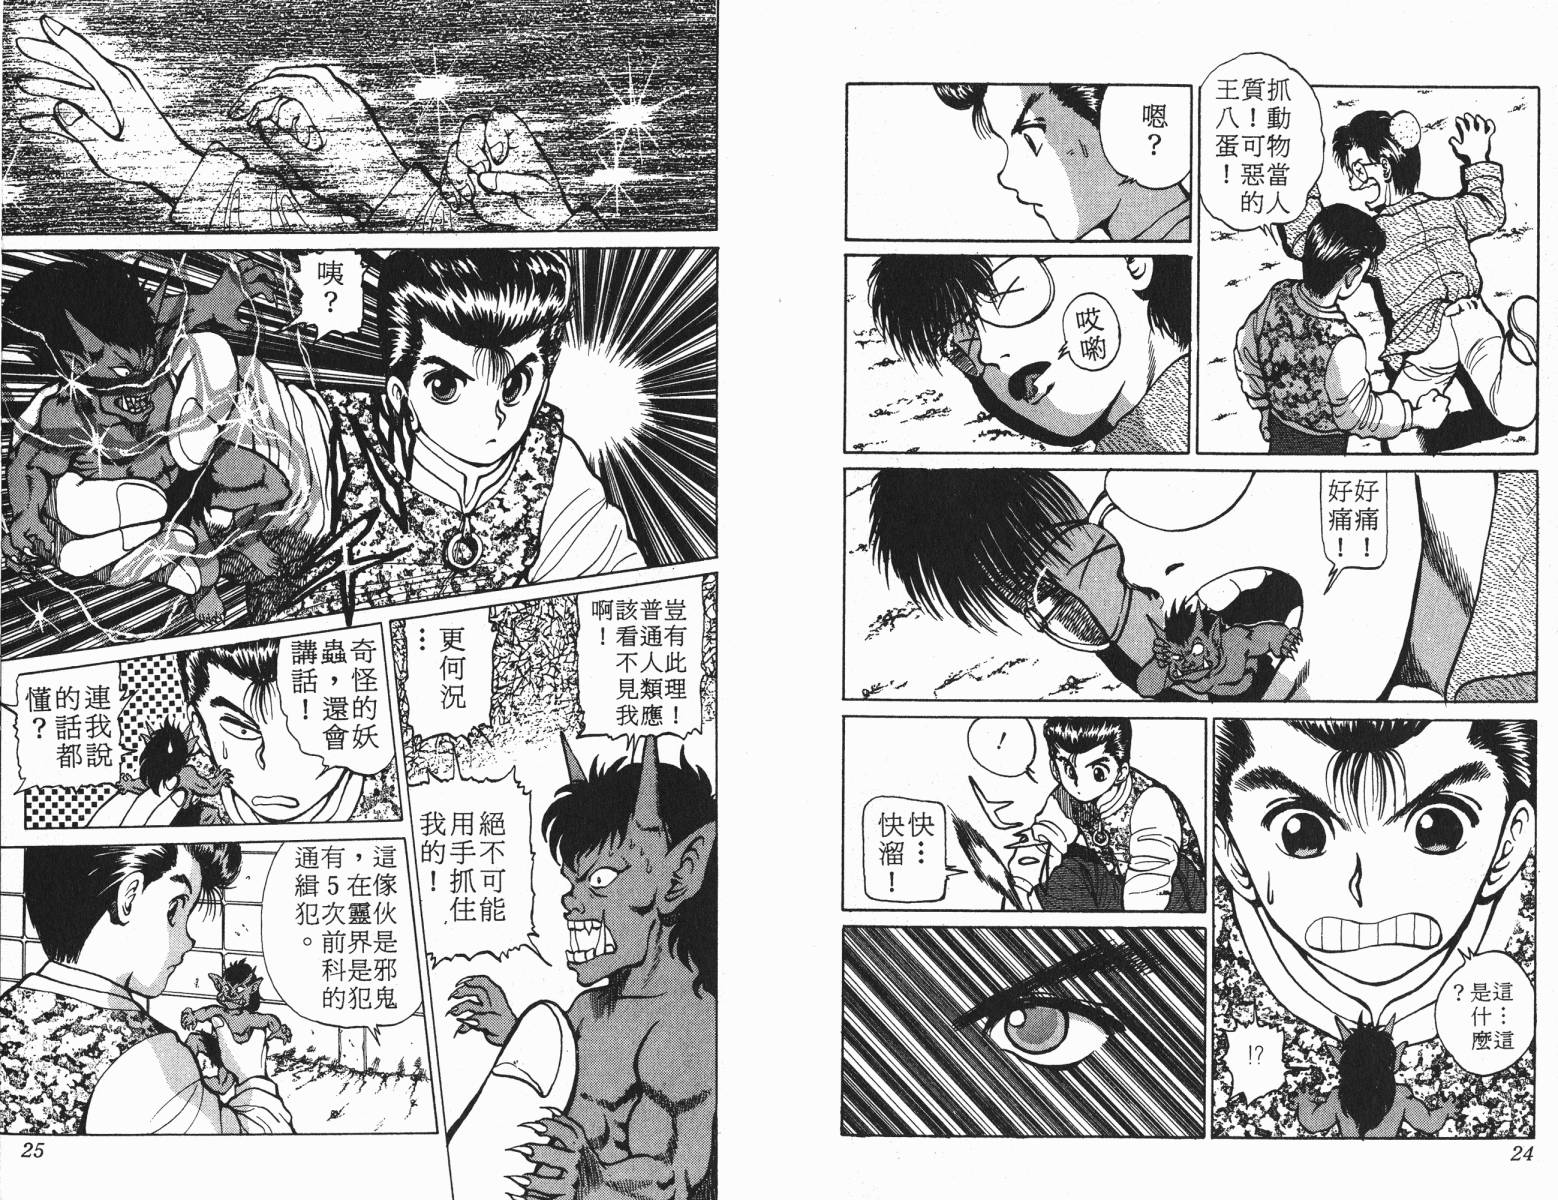 抓動物當人
質！可惡的
王八蛋！
嗯？
哎
喲
好痛！
好痛！
這…這
是什麼
？
!?
！
快…
快溜！
24
咦？
豈有此理！
普通人類應
該看不見我
啊！
更何況
…
絕不可能
用手抓住
我的！
奇怪的妖
蟲，還會
講話！
連我說
的話都
懂？
這傢伙是邪鬼
，在靈界是犯
有5次前科的
通緝犯。
25